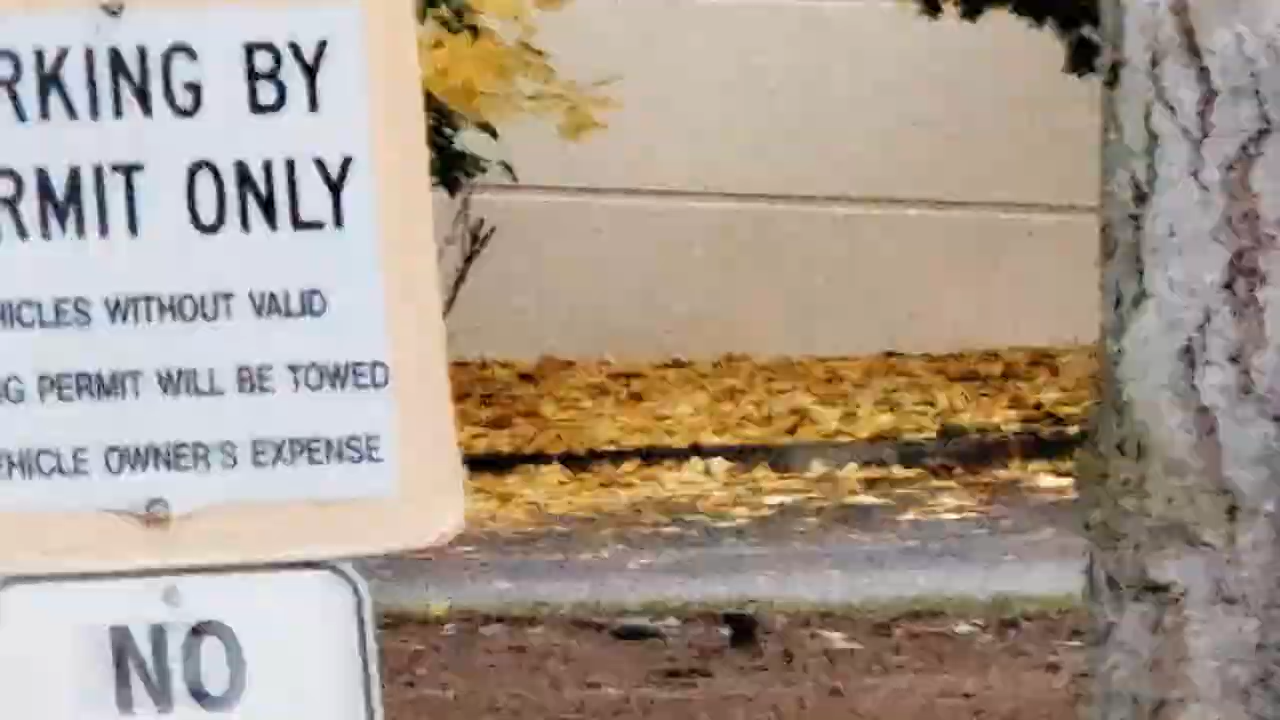 RKING BY
RMIT ONLY
HICLES WITHOUT VALID
G PERMIT WILL BE TOWED
HICLE OWNER'S EXPENSE
NO